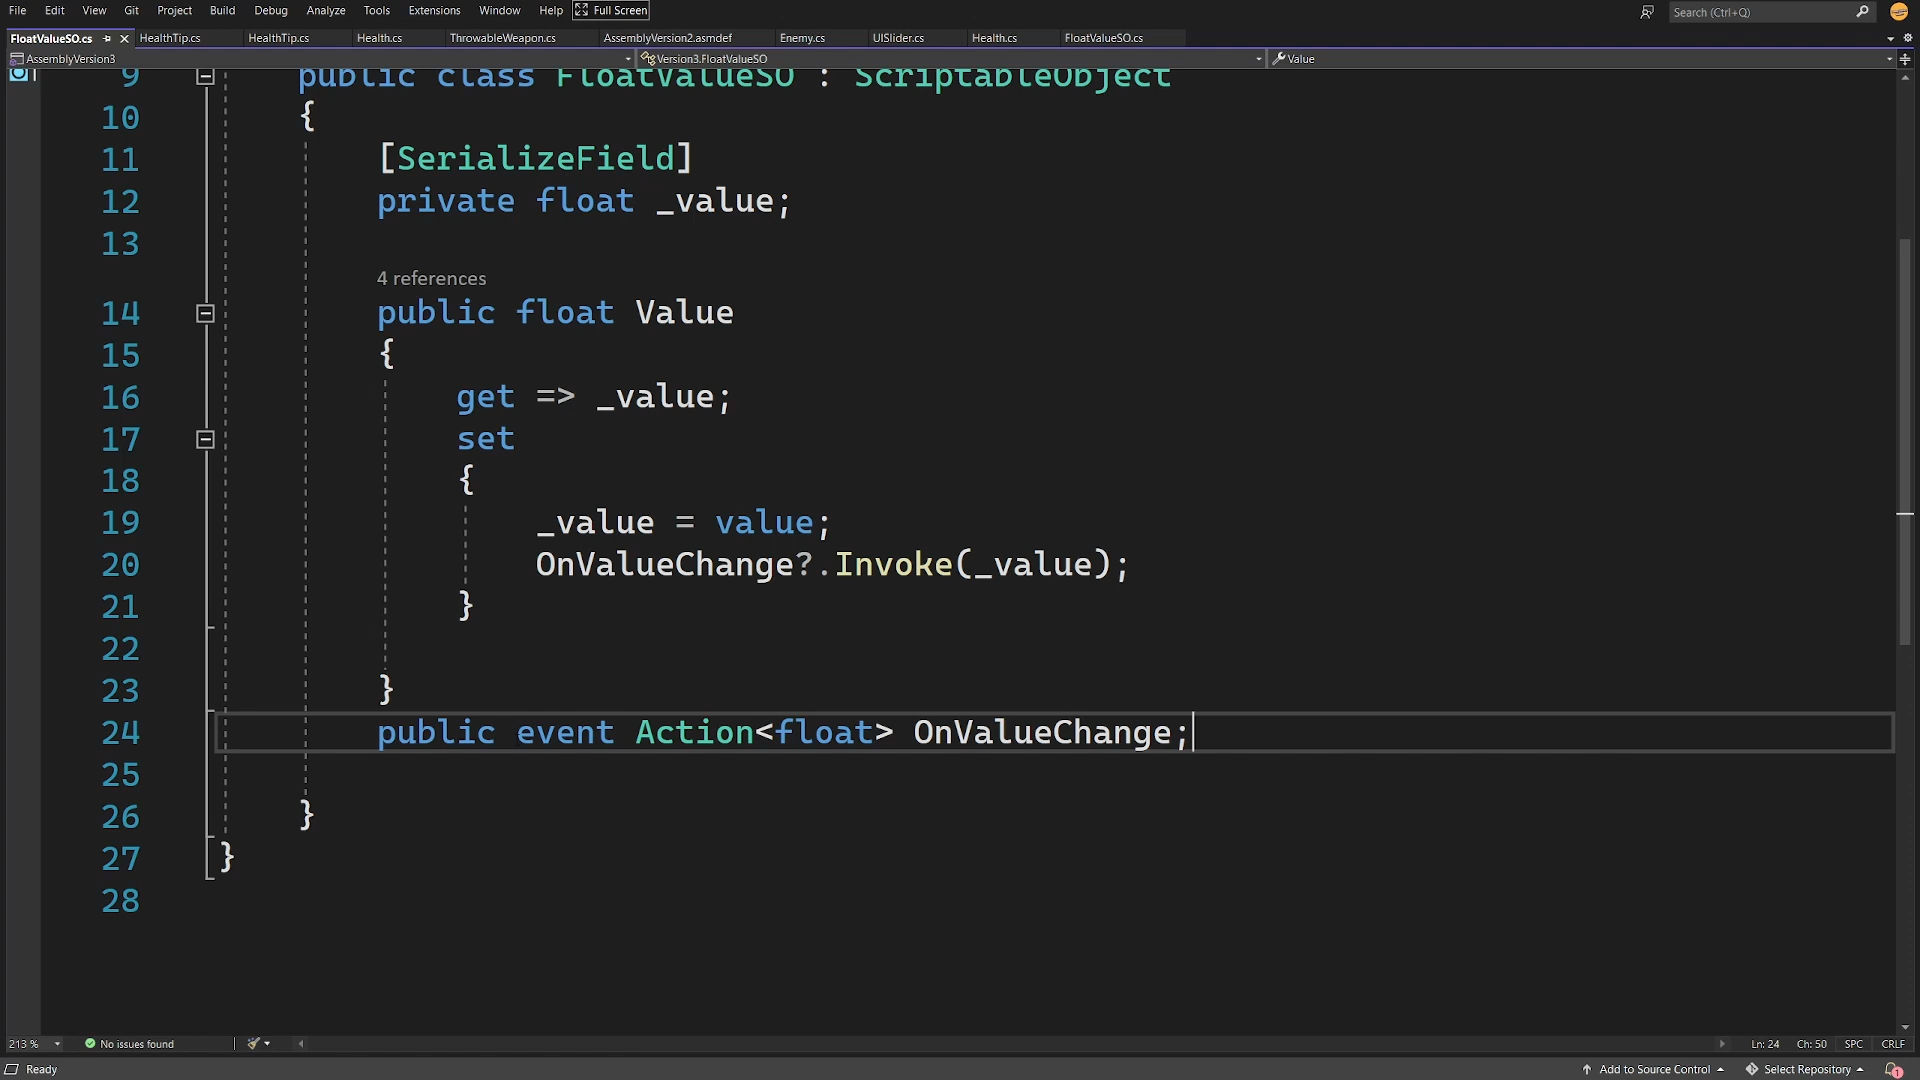 File Edit View Git Project Build Debug Analyze Tools Extensions Window Help Full Screen Search (Ctrl+Q)
FloatValueSO.cs HealthTip.cs HealthTip.cs Health.cs ThrowableWeapon.cs AssemblyVersion2.asmdef Enemy.cs UISlider.cs Health.cs FloatValueSO.cs
AssemblyVersion3 Version3.FloatValueSO Value
9 public class FloatValueSO : ScriptableObject
10 {
11 [SerializeField]
12 private float _value;
13
4 references
14 public float Value
15 {
16 get => _value;
17 set
18 {
19 _value = value;
20 OnValueChange?.Invoke(_value);
21 }
22
23 }
24 public event Action<float> OnValueChange;
25
26 }
27 }
28
213 % No issues found Ln: 24 Ch: 50 SPC CRLF
Ready Add to Source Control Select Repository 1